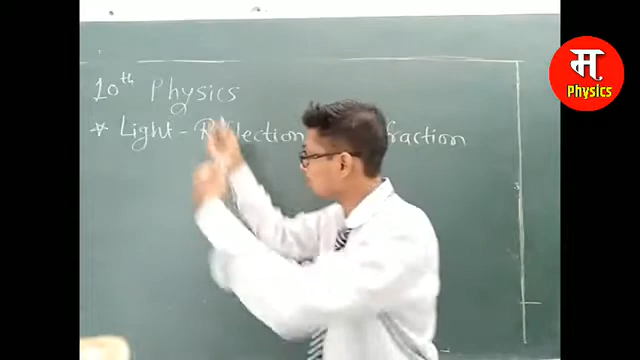 10th Physics
* Light - Reflection fraction
म
Physics